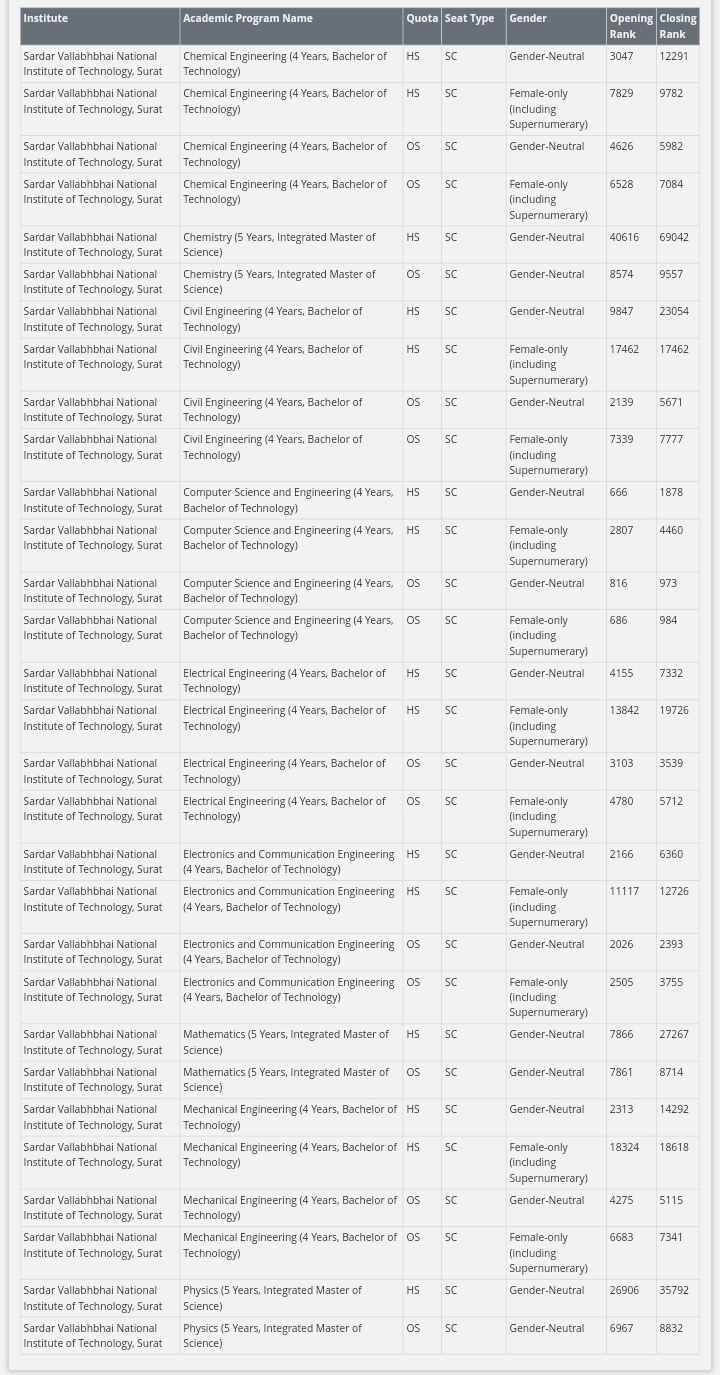 Institute Academic Program Name Quota Seat Type Gender Opening Closing
Rank Rank
Sardar Vallabhbhai National Chemical Engineering (4 Years, Bachelor of HS SC Gender-Neutral 3047 12291
Institute of Technology, Surat Technology)
Sardar Vallabhbhai National Chemical Engineering (4 Years, Bachelor of HS SC Female-only 7829 9782
Institute of Technology, Surat Technology) (including
Supernumerary)
Sardar Vallabhbhai National Chemical Engineering (4 Years, Bachelor of OS SC Gender-Neutral 4626 5982
Institute of Technology, Surat Technology)
Sardar Vallabhbhai National Chemical Engineering (4 Years, Bachelor of OS SC Female-only 6528 7084
Institute of Technology, Surat Technology) (including
Supernumerary)
Sardar Vallabhbhai National Chemistry (5 Years, Integrated Master of HS SC Gender-Neutral 40616 69042
Institute of Technology, Surat Science)
Sardar Vallabhbhai National Chemistry (5 Years, Integrated Master of OS SC Gender-Neutral 8574 9557
Institute of Technology, Surat Science)
Sardar Vallabhbhai National Civil Engineering (4 Years, Bachelor of HS SC Gender-Neutral 9847 23054
Institute of Technology, Surat Technology)
Sardar Vallabhbhai National Civil Engineering (4 Years, Bachelor of HS SC Female-only 17462 17462
Institute of Technology, Surat Technology) (including
Supernumerary)
Sardar Vallabhbhai National Civil Engineering (4 Years, Bachelor of OS SC Gender-Neutral 2139 5671
Institute of Technology, Surat Technology)
Sardar Vallabhbhai National Civil Engineering (4 Years, Bachelor of OS SC Female-only 7339 7777
Institute of Technology, Surat Technology) (including
Supernumerary)
Sardar Vallabhbhai National Computer Science and Engineering (4 Years, HS SC Gender-Neutral 666 1878
Institute of Technology, Surat Bachelor of Technology)
Sardar Vallabhbhai National Computer Science and Engineering (4 Years, HS SC Female-only 2807 4460
Institute of Technology, Surat Bachelor of Technology) (including
Supernumerary)
Sardar Vallabhbhai National Computer Science and Engineering (4 Years, OS SC Gender-Neutral 816 973
Institute of Technology, Surat Bachelor of Technology)
Sardar Vallabhbhai National Computer Science and Engineering (4 Years, OS SC Female-only 686 984
Institute of Technology, Surat Bachelor of Technology) (including
Supernumerary)
Sardar Vallabhbhai National Electrical Engineering (4 Years, Bachelor of HS SC Gender-Neutral 4155 7332
Institute of Technology, Surat Technology)
Sardar Vallabhbhai National Electrical Engineering (4 Years, Bachelor of HS SC Female-only 13842 19726
Institute of Technology, Surat Technology) (including
Supernumerary)
Sardar Vallabhbhai National Electrical Engineering (4 Years, Bachelor of OS SC Gender-Neutral 3103 3539
Institute of Technology, Surat Technology)
Sardar Vallabhbhai National Electrical Engineering (4 Years, Bachelor of OS SC Female-only 4780 5712
Institute of Technology, Surat Technology) (including
Supernumerary)
Sardar Vallabhbhai National Electronics and Communication Engineering HS SC Gender-Neutral 2166 6360
Institute of Technology, Surat (4 Years, Bachelor of Technology)
Sardar Vallabhbhai National Electronics and Communication Engineering HS SC Female-only 11117 12726
Institute of Technology, Surat (4 Years, Bachelor of Technology) (including
Supernumerary)
Sardar Vallabhbhai National Electronics and Communication Engineering OS SC Gender-Neutral 2026 2393
Institute of Technology, Surat (4 Years, Bachelor of Technology)
Sardar Vallabhbhai National Electronics and Communication Engineering OS SC Female-only 2505 3755
Institute of Technology, Surat (4 Years, Bachelor of Technology) (including
Supernumerary)
Sardar Vallabhbhai National Mathematics (5 Years, Integrated Master of HS SC Gender-Neutral 7866 27267
Institute of Technology, Surat Science)
Sardar Vallabhbhai National Mathematics (5 Years, Integrated Master of OS SC Gender-Neutral 7861 8714
Institute of Technology, Surat Science)
Sardar Vallabhbhai National Mechanical Engineering (4 Years, Bachelor of HS SC Gender-Neutral 2313 14292
Institute of Technology, Surat Technology)
Sardar Vallabhbhai National Mechanical Engineering (4 Years, Bachelor of HS SC Female-only 18324 18618
Institute of Technology, Surat Technology) (including
Supernumerary)
Sardar Vallabhbhai National Mechanical Engineering (4 Years, Bachelor of OS SC Gender-Neutral 4275 5115
Institute of Technology, Surat Technology)
Sardar Vallabhbhai National Mechanical Engineering (4 Years, Bachelor of OS SC Female-only 6683 7341
Institute of Technology, Surat Technology) (including
Supernumerary)
Sardar Vallabhbhai National Physics (5 Years, Integrated Master of HS SC Gender-Neutral 26906 35792
Institute of Technology, Surat Science)
Sardar Vallabhbhai National Physics (5 Years, Integrated Master of OS SC Gender-Neutral 6967 8832
Institute of Technology, Surat Science)